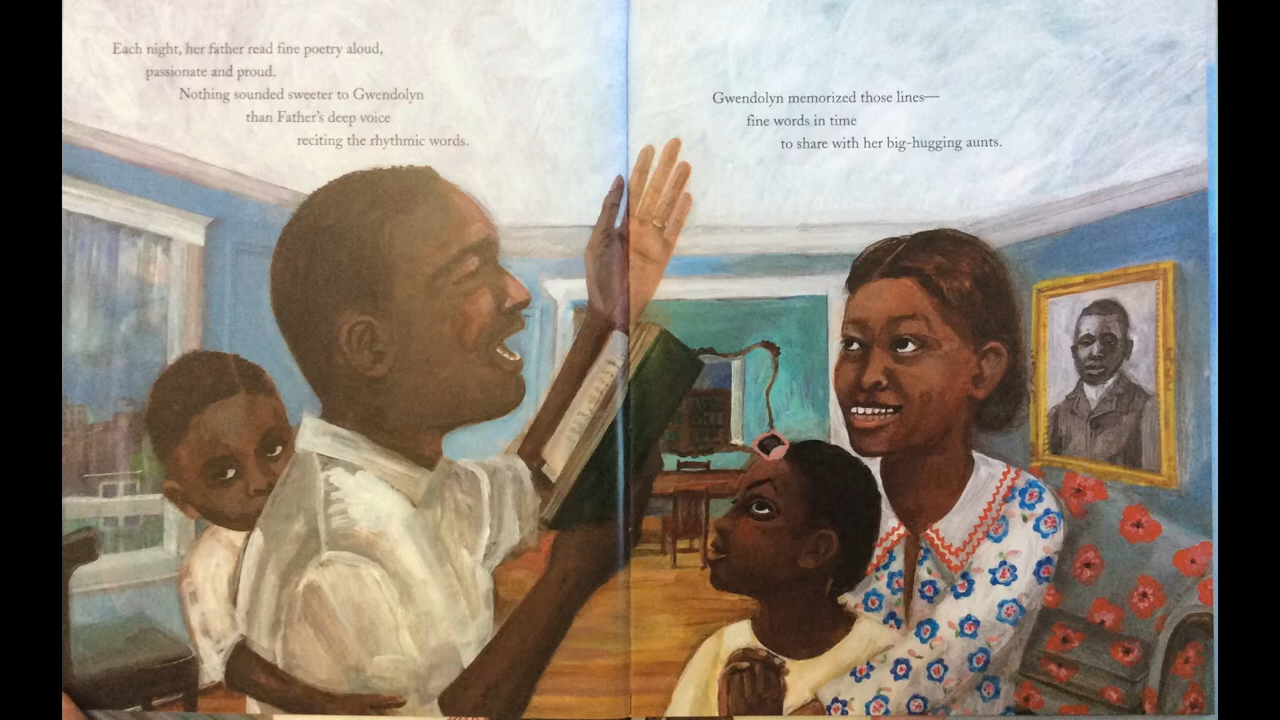 Each night, her father read fine poetry aloud,
passionate and proud.
Nothing sounded sweeter to Gwendolyn
than Father's deep voice
reciting the rhythmic words.
Gwendolyn memorized those lines—
fine words in time
to share with her big-hugging aunts.